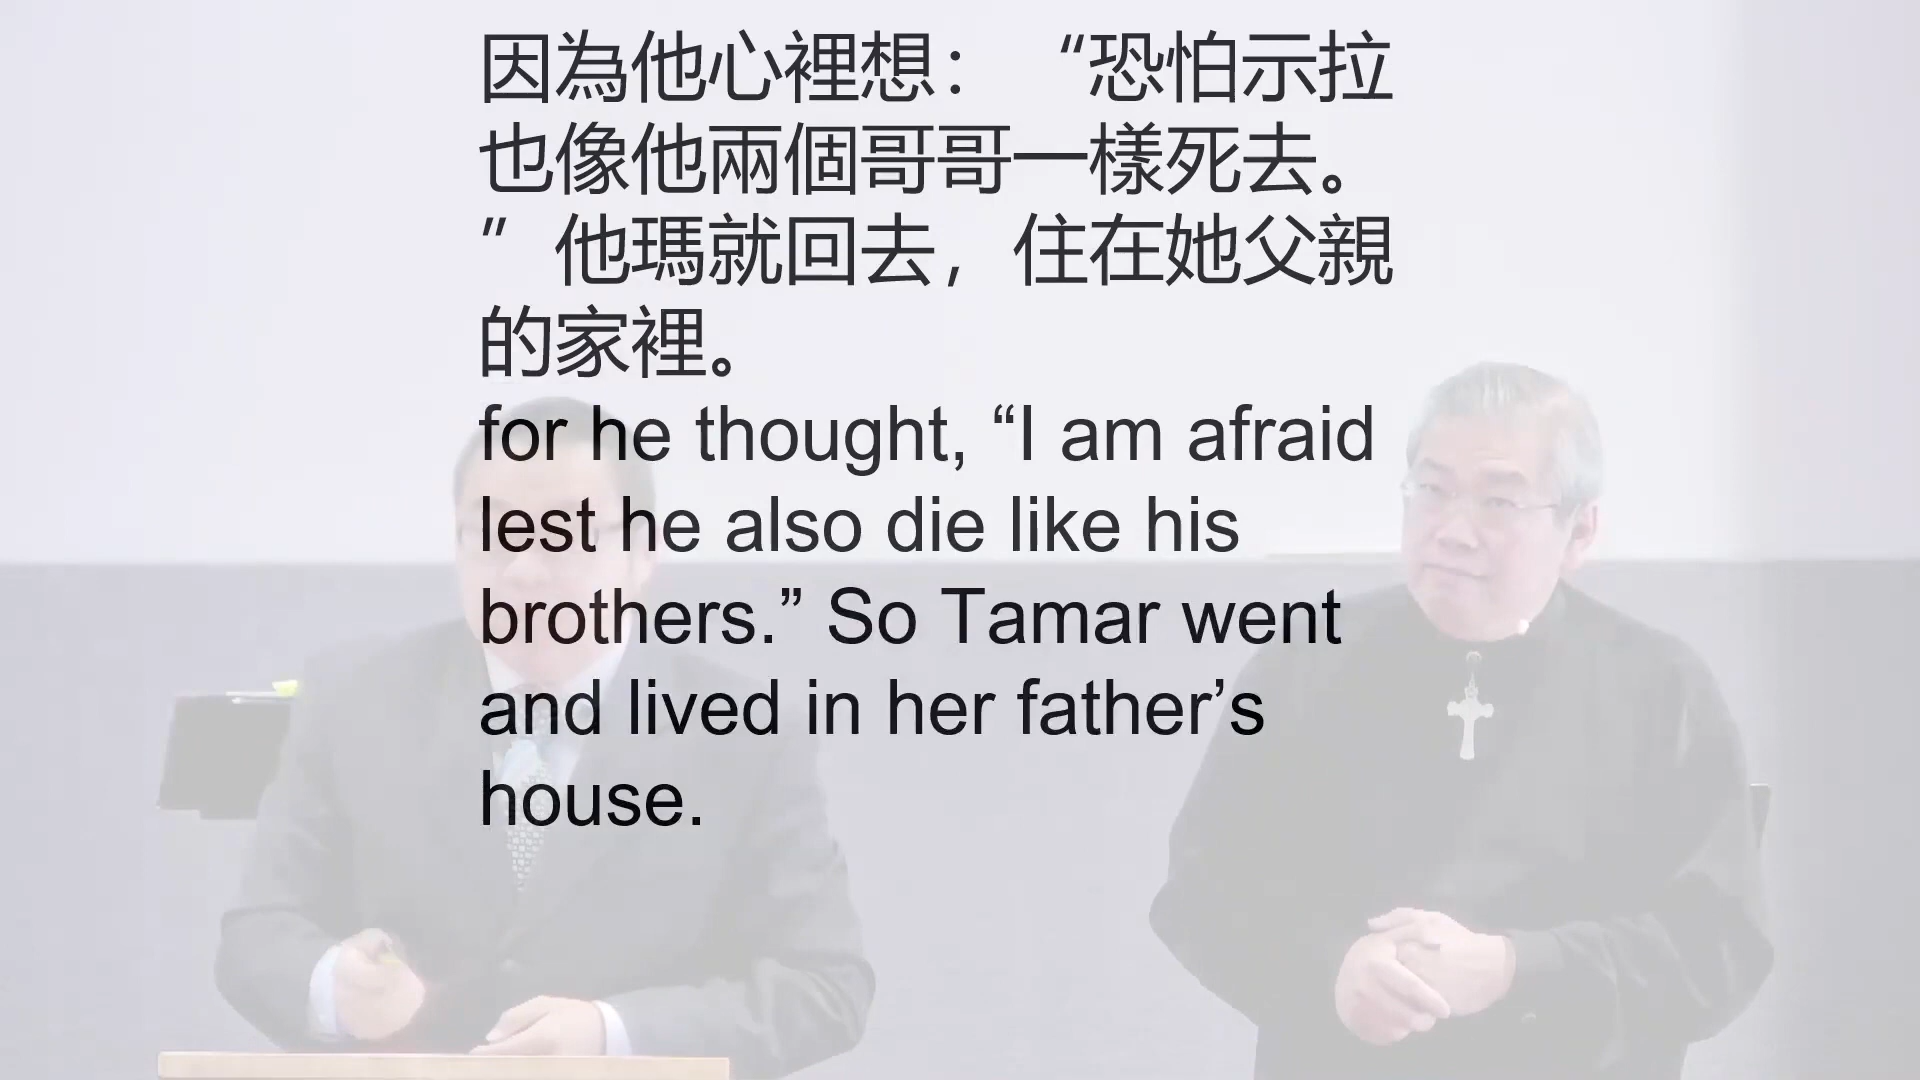 因為他心裡想：“恐怕示拉
也像他兩個哥哥一樣死去。
”他瑪就回去，住在她父親
的家裡。
for he thought, “I am afraid
lest he also die like his
brothers.” So Tamar went
and lived in her father’s
house.